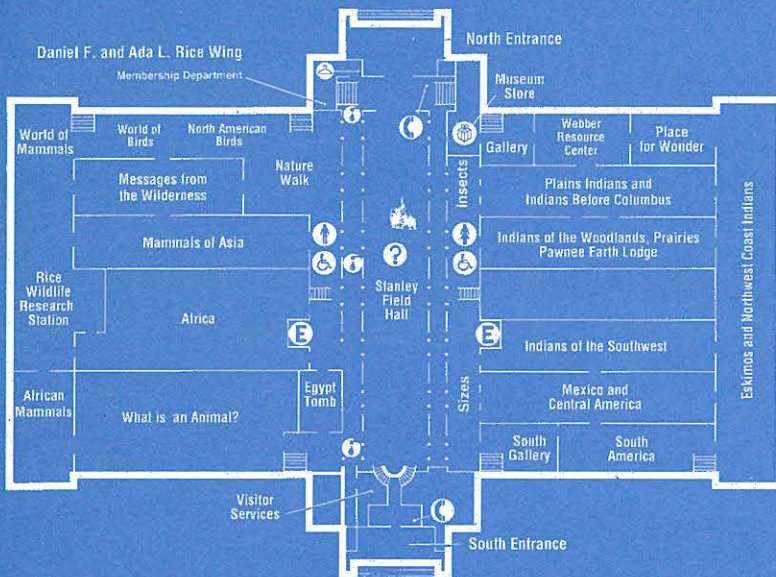 North Entrance
Daniel F. and Ada L. Rice Wing
Membership Department
Museum
Store
World of
Mammals
World of
Birds
North American
Birds
Nature
Walk
Messages from
the Wilderness
Mammals of Asia
Rice
Wildlife
Research
Station
Africa
African
Mammals
What is an Animal?
Egypt
Tomb
E
?
Stanley
Field
Hall
Insects
Sizes
E
Gallery
Webber
Resource
Center
Place
for Wonder
Plains Indians and
Indians Before Columbus
Indians of the Woodlands, Prairies
Pawnee Earth Lodge
Indians of the Southwest
Mexico and
Central America
South
Gallery
South
America
Eskimos and Northwest Coast Indians
Visitor
Services
South Entrance